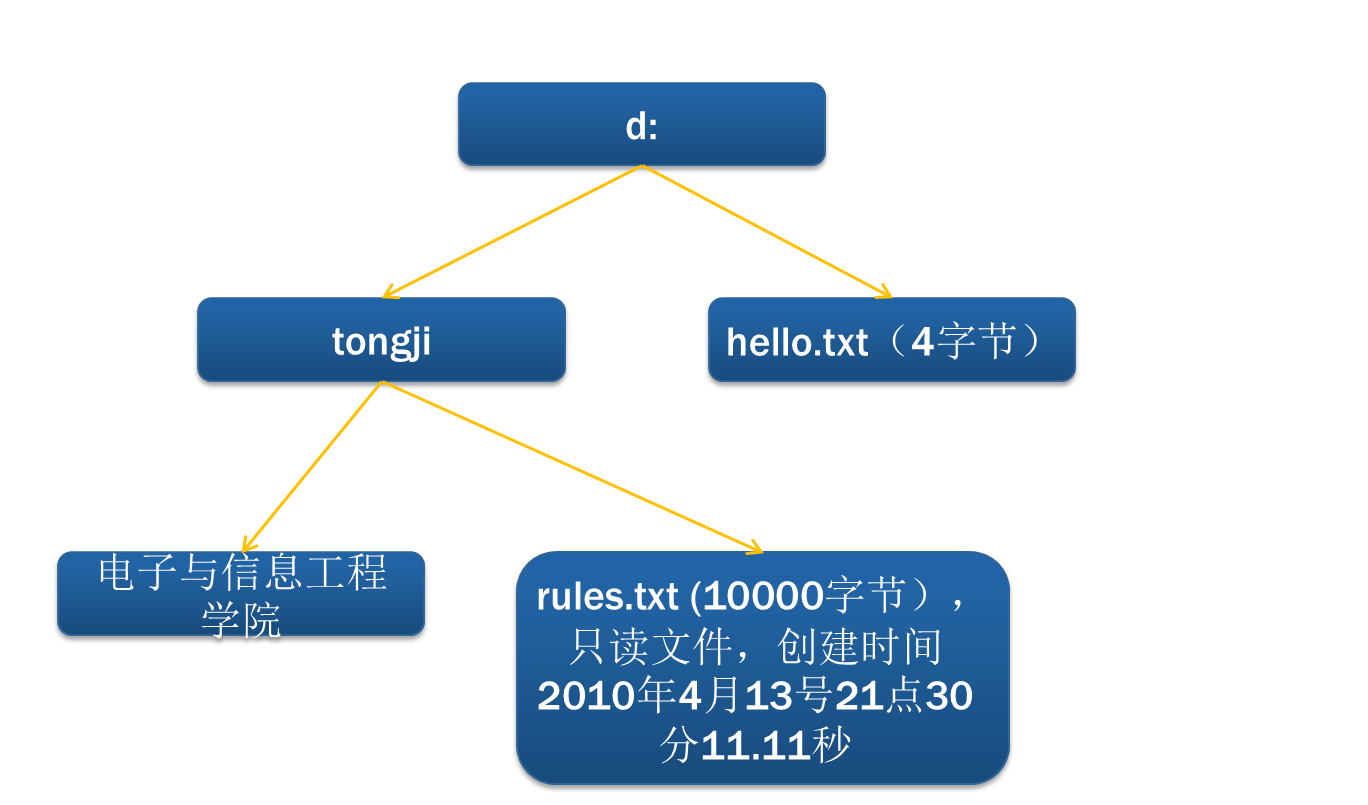 d:
tongji
hello.txt（4字节）
电子与信息工程
学院
rules.txt (10000字节），
只读文件，创建时间
2010年4月13号21点30
分11.11秒